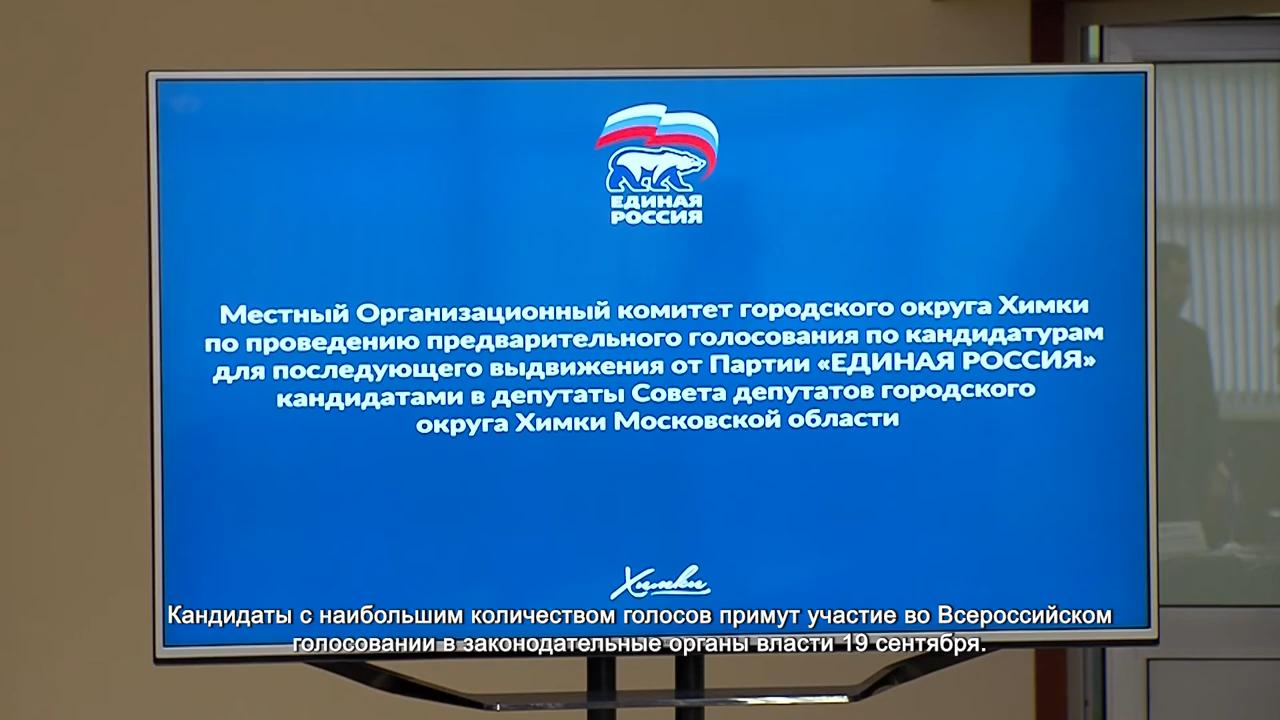 ЕДИНАЯ
РОССИЯ
Местный Организационный комитет городского округа Химки
по проведению предварительного голосования по кандидатурам
для последующего выдвижения от Партии «ЕДИНАЯ РОССИЯ»
кандидатами в депутаты Совета депутатов городского
округа Химки Московской области
Химки
Кандидаты с наибольшим количеством голосов примут участие во Всероссийском
голосовании в законодательные органы власти 19 сентября.